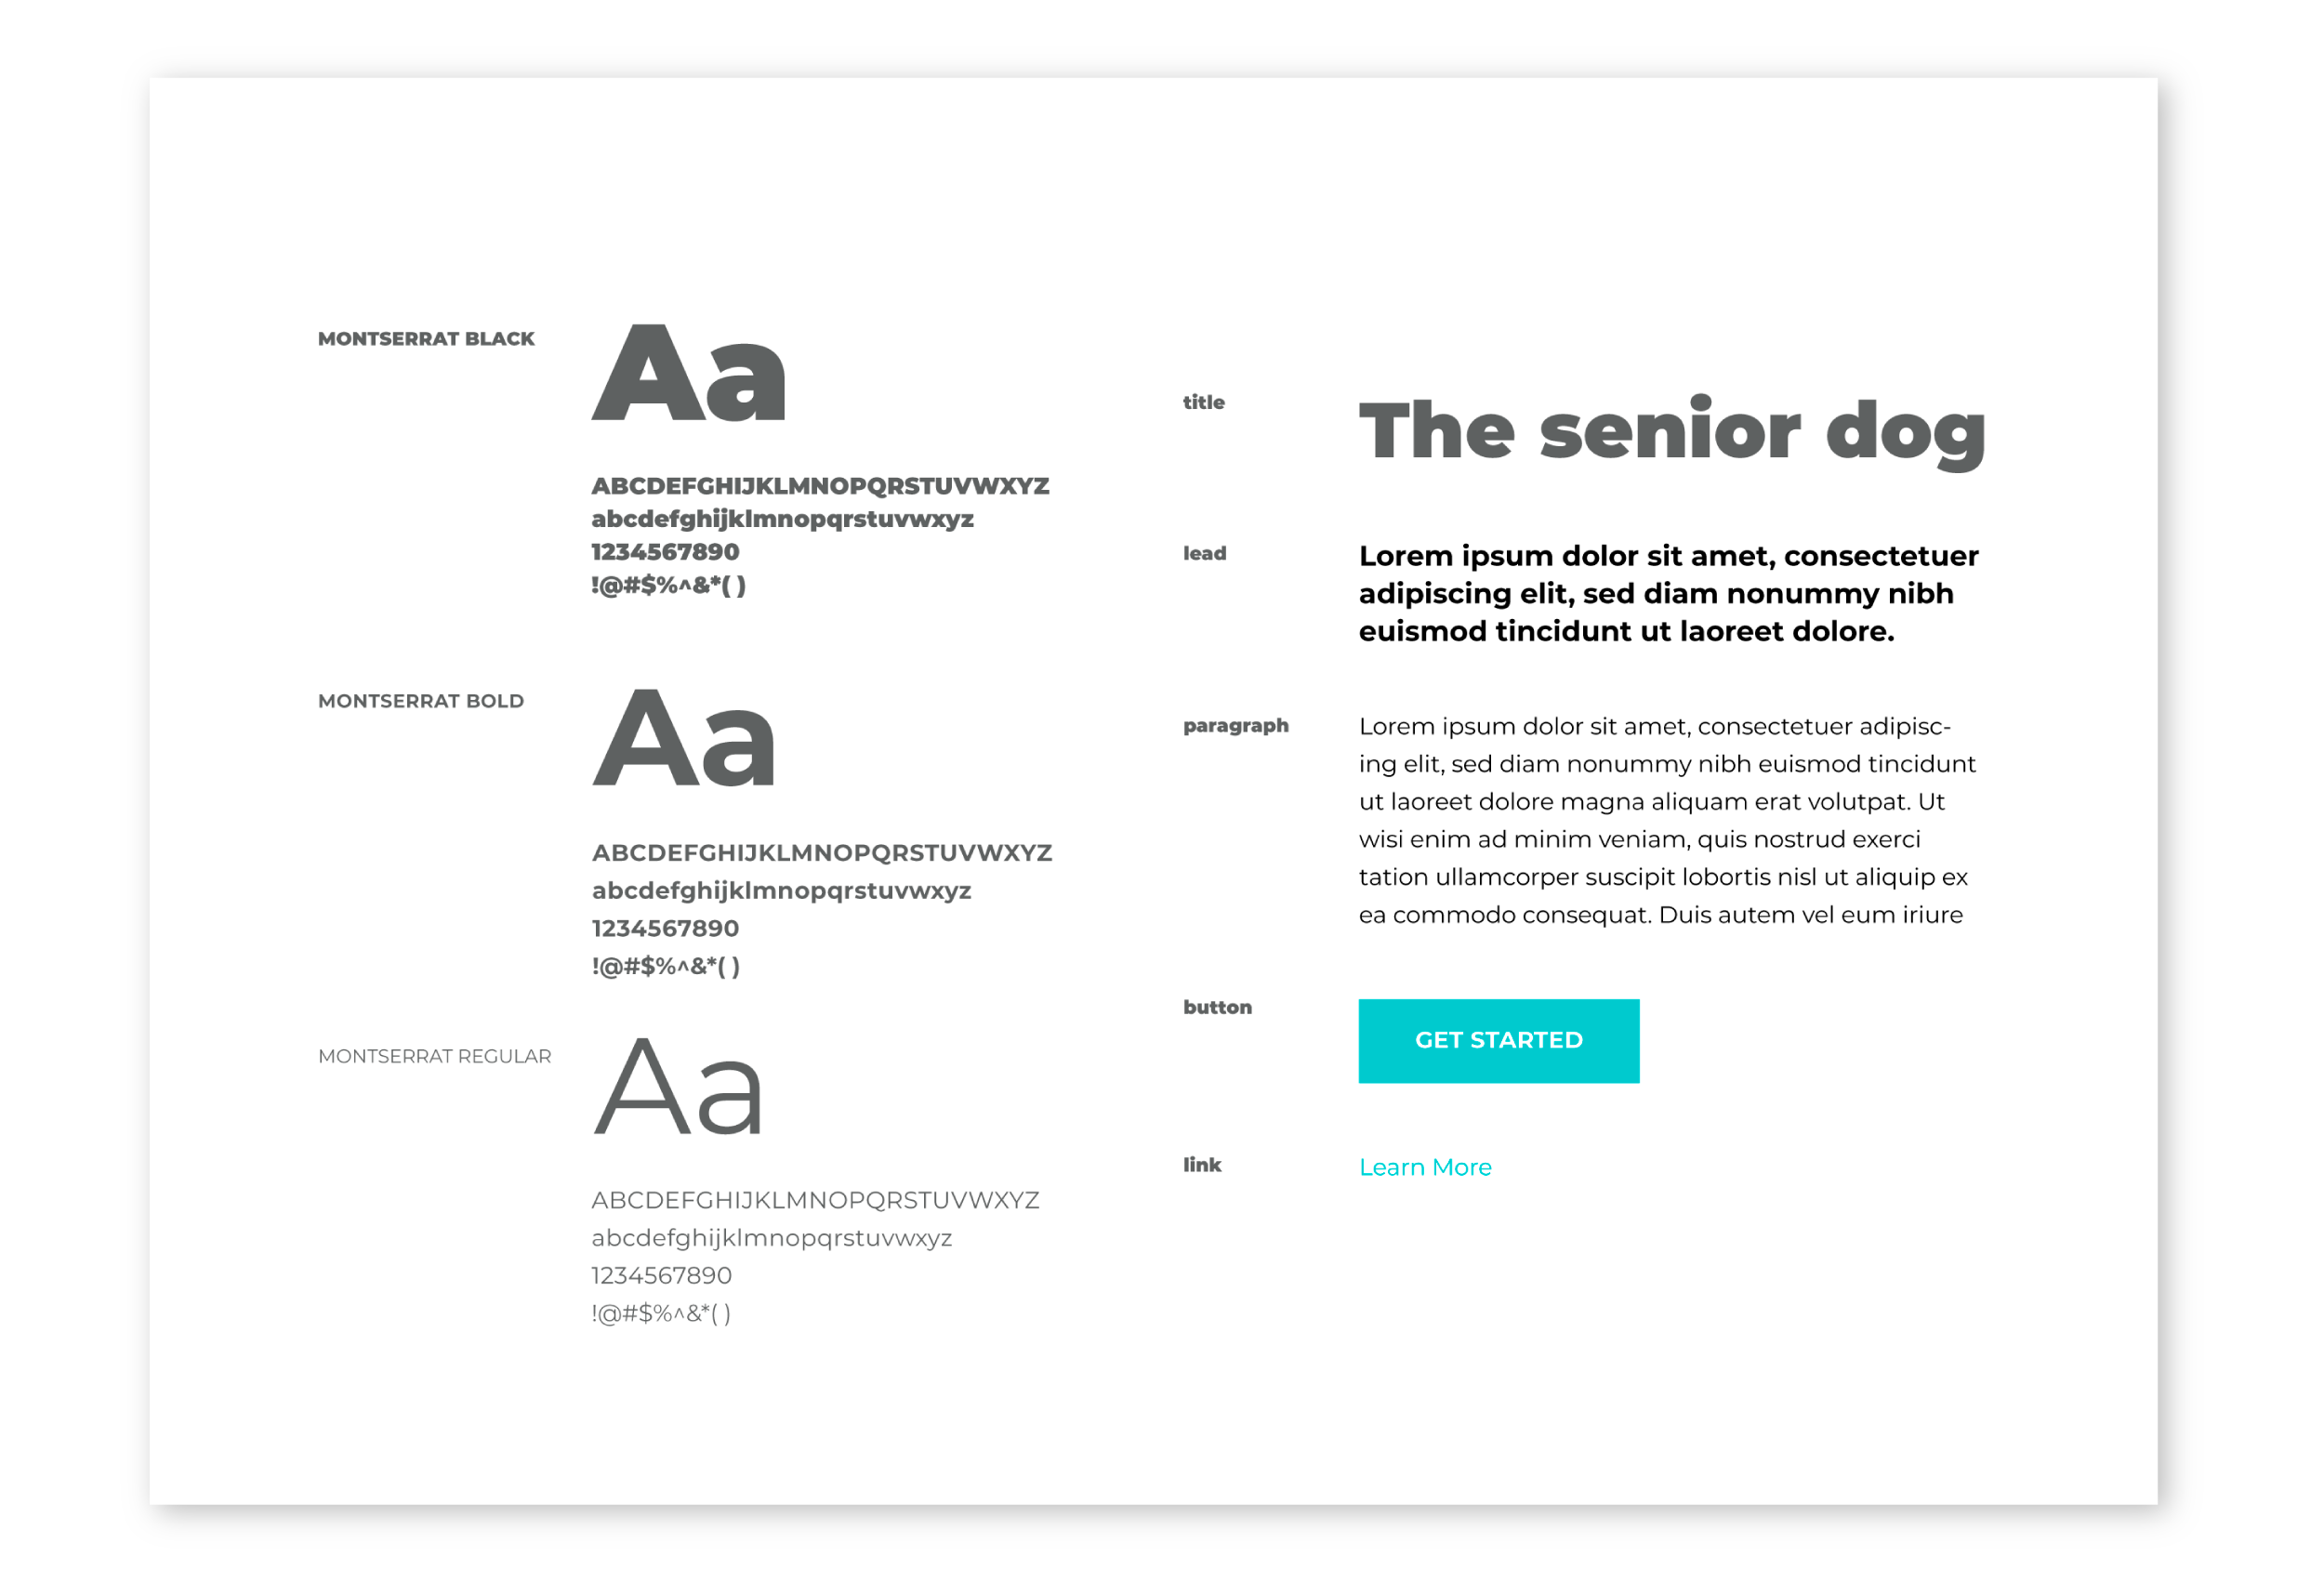 MONTSERRAT BLACK
Aa
ABCDEFGHIJKLMNOPQRSTUVWXYZ
abcdefghijklmnopqrstuvwxyz
1234567890
!@#$%^&*( )
MONTSERRAT BOLD
Aa
ABCDEFGHIJKLMNOPQRSTUVWXYZ
abcdefghijklmnopqrstuvwxyz
1234567890
!@#$%^&*( )
MONTSERRAT REGULAR
Aa
ABCDEFGHIJKLMNOPQRSTUVWXYZ
abcdefghijklmnopqrstuvwxyz
1234567890
!@#$%^&*( )
title
The senior dog
lead
Lorem ipsum dolor sit amet, consectetuer
adipiscing elit, sed diam nonummy nibh
euismod tincidunt ut laoreet dolore.
paragraph
Lorem ipsum dolor sit amet, consectetuer adipisc-
ing elit, sed diam nonummy nibh euismod tincidunt
ut laoreet dolore magna aliquam erat volutpat. Ut
wisi enim ad minim veniam, quis nostrud exerci
tation ullamcorper suscipit lobortis nisl ut aliquip ex
ea commodo consequat. Duis autem vel eum iriure
button
GET STARTED
link
Learn More